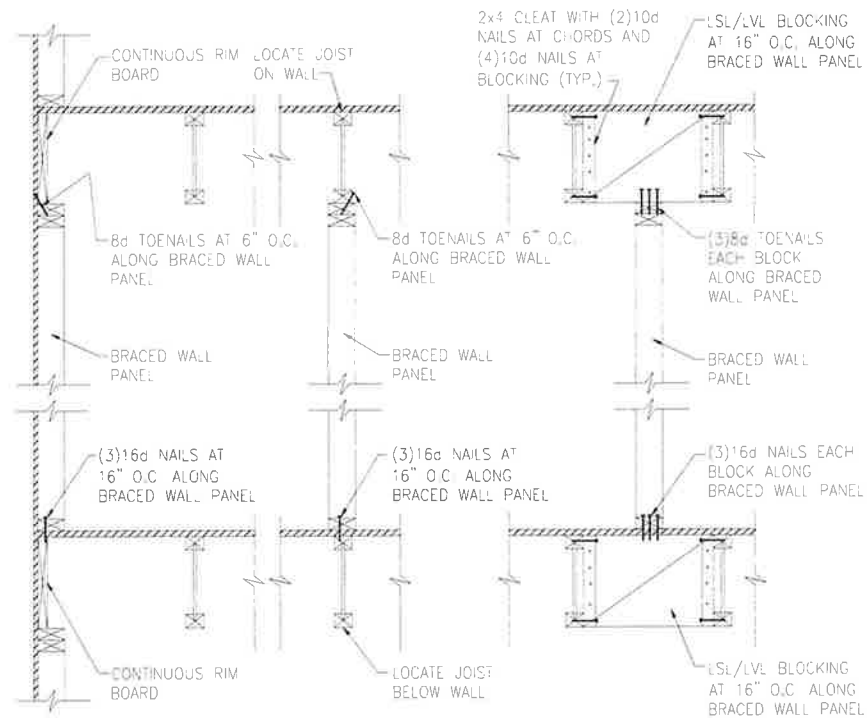 CONTINUOUS RIM
BOARD
LOCATE JOIST
ON WALL
2x4 CLEAT WITH (2)10d
NAILS AT CHORDS AND
(4)10d NAILS AT
BLOCKING (TYP.)
LSL/LVL BLOCKING
AT 16" O.C. ALONG
BRACED WALL PANEL
8d TOENAILS AT 6" O.C.
ALONG BRACED WALL
PANEL
8d TOENAILS AT 6" O.C.
ALONG BRACED WALL
PANEL
(3)8d TOENAILS
EACH BLOCK
ALONG BRACED
WALL PANEL
BRACED WALL
PANEL
BRACED WALL
PANEL
BRACED WALL
PANEL
(3)16d NAILS AT
16" O.C. ALONG
BRACED WALL PANEL
(3)16d NAILS AT
16" O.C. ALONG
BRACED WALL PANEL
(3)16d NAILS EACH
BLOCK ALONG
BRACED WALL PANEL
CONTINUOUS RIM
BOARD
LOCATE JOIST
BELOW WALL
LSL/LVL BLOCKING
AT 16" O.C. ALONG
BRACED WALL PANEL